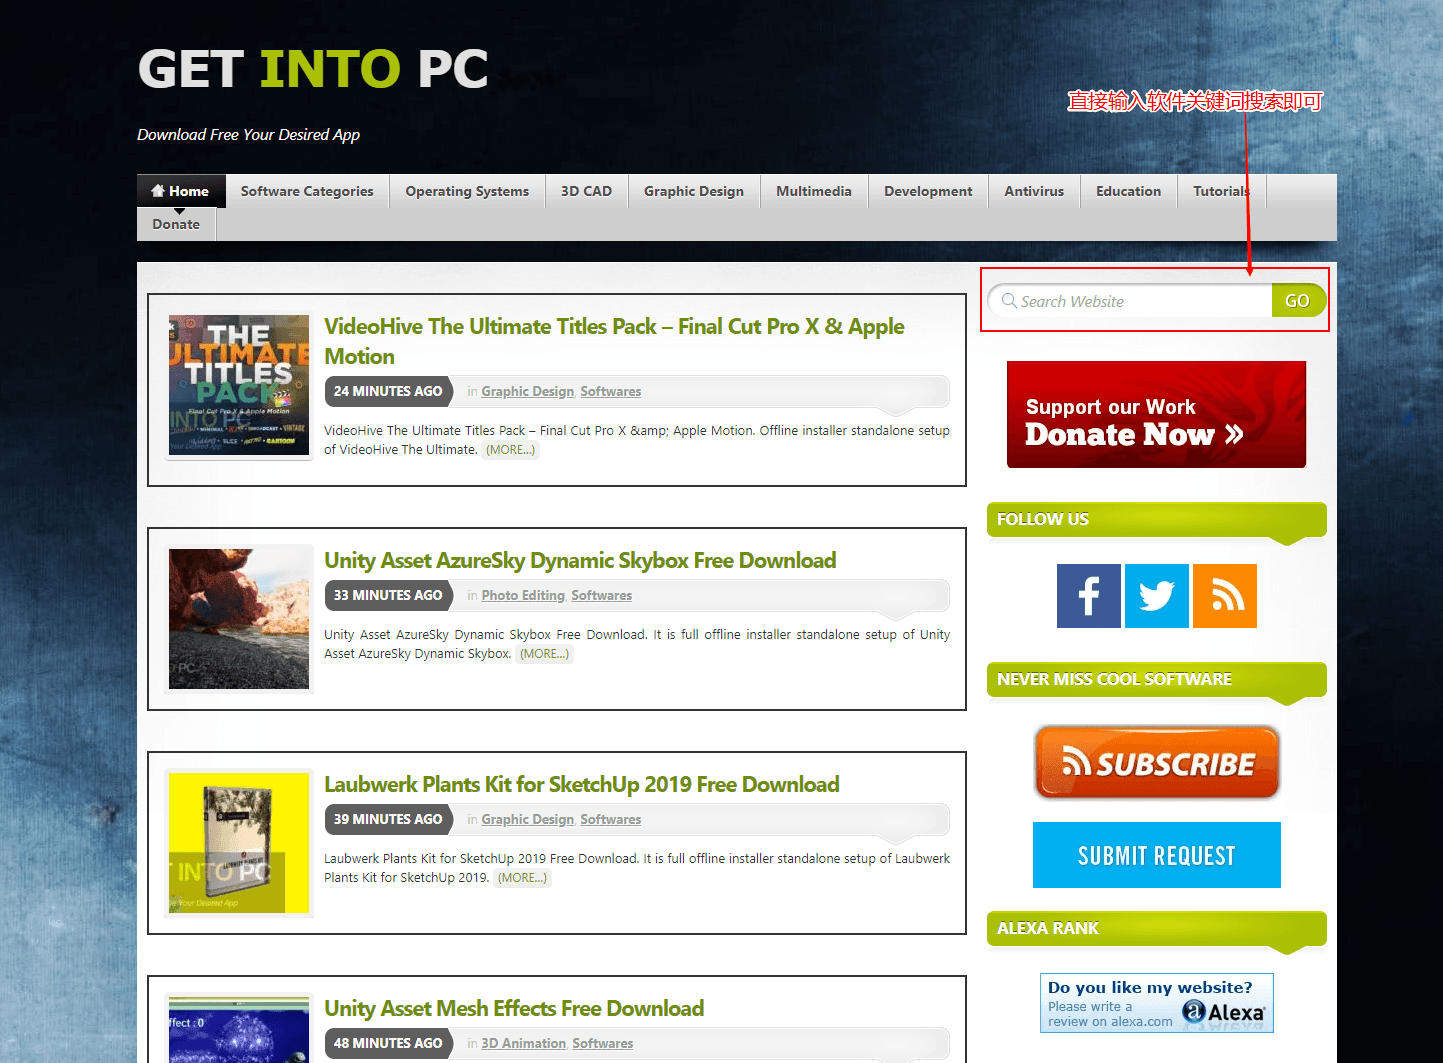 GET INTO PC
Download Free Your Desired App
直接输入软件关键词搜索即可
Home
Software Categories
Operating Systems
3D CAD
Graphic Design
Multimedia
Development
Antivirus
Education
Tutorials
Donate
Search Website
GO
THE
ULTIMATE
TITLES
PACK
Final Cut Pro X & Apple Motion
VideoHive The Ultimate Titles Pack – Final Cut Pro X & Apple
Motion
24 MINUTES AGO
in Graphic Design, Softwares
VideoHive The Ultimate Titles Pack – Final Cut Pro X &amp; Apple Motion. Offline installer standalone setup
of VideoHive The Ultimate. (MORE...)
Unity Asset AzureSky Dynamic Skybox Free Download
33 MINUTES AGO
in Photo Editing, Softwares
Unity Asset AzureSky Dynamic Skybox Free Download. It is full offline installer standalone setup of Unity
Asset AzureSky Dynamic Skybox. (MORE...)
Laubwerk Plants Kit for SketchUp 2019 Free Download
39 MINUTES AGO
in Graphic Design, Softwares
Laubwerk Plants Kit for SketchUp 2019 Free Download. It is full offline installer standalone setup of Laubwerk
Plants Kit for SketchUp 2019. (MORE...)
Unity Asset Mesh Effects Free Download
48 MINUTES AGO
in 3D Animation, Softwares
Support our Work
Donate Now »
FOLLOW US
NEVER MISS COOL SOFTWARE
SUBSCRIBE
SUBMIT REQUEST
ALEXA RANK
Do you like my website?
Please write a
review on alexa.com
Alexa